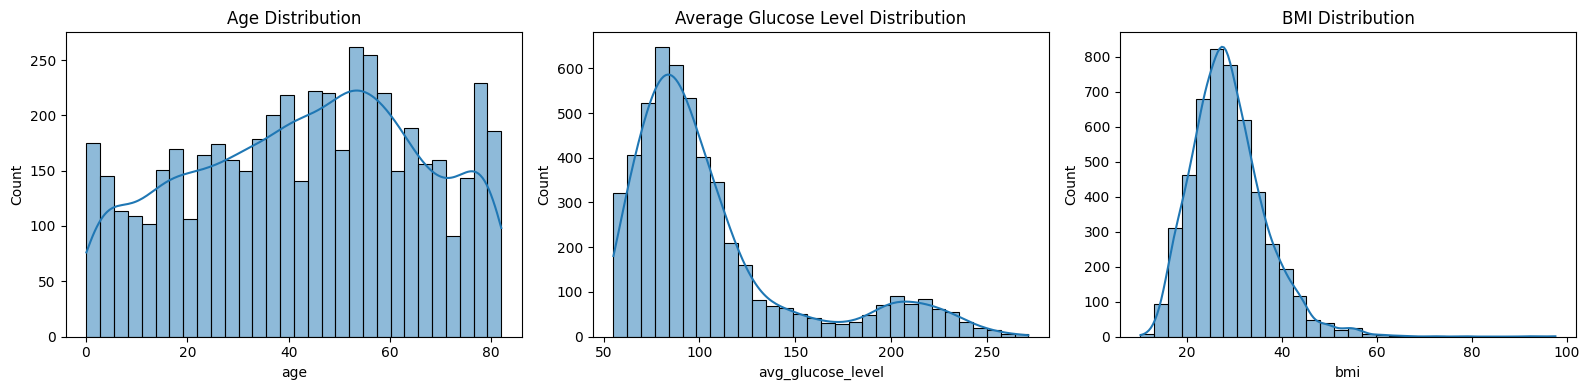 Age Distribution
Count
250
200
150
100
50
0
0 20 40 60 80
age
Average Glucose Level Distribution
Count
600
500
400
300
200
100
0
50 100 150 200 250
avg_glucose_level
BMI Distribution
Count
800
700
600
500
400
300
200
100
0
20 40 60 80 100
bmi